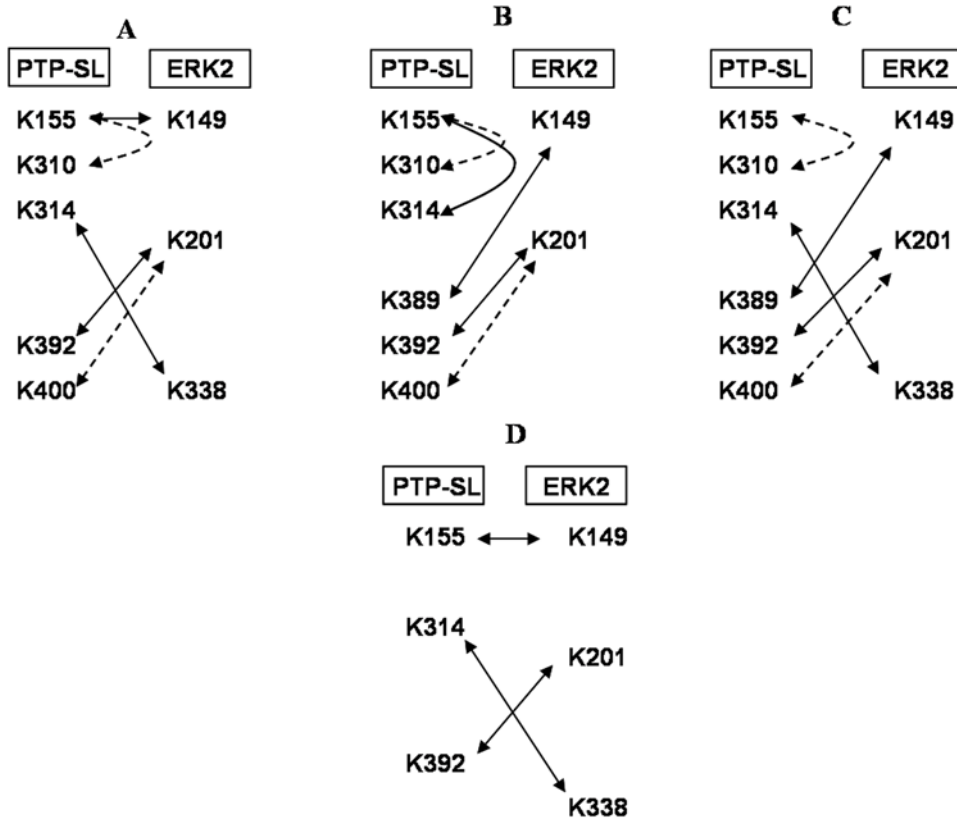 A
PTP-SL ERK2
K155 K149
K310
K314
K201
K392
K400 K338
B
PTP-SL ERK2
K155 K149
K310
K314
K201
K389
K392
K400
C
PTP-SL ERK2
K155 K149
K310
K314
K201
K389
K392
K400 K338
D
PTP-SL ERK2
K155 K149
K314
K201
K392
K338